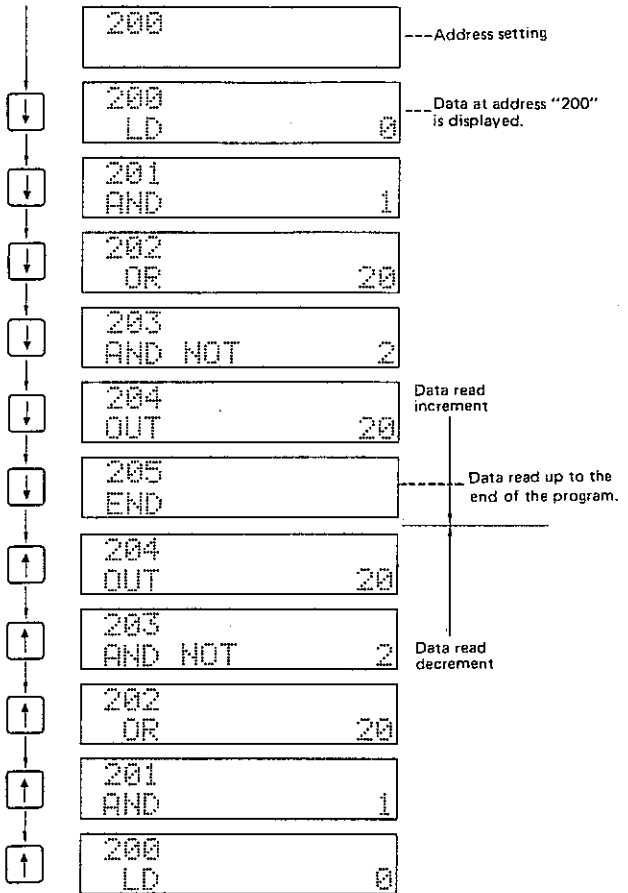 200
Address setting
200
LD 0
Data at address "200"
is displayed.
201
AND 1
202
OR 20
203
AND NOT 2
204
OUT 20
Data read
increment
205
END
Data read up to the
end of the program.
204
OUT 20
203
AND NOT 2
Data read
decrement
202
OR 20
201
AND 1
200
LD 0